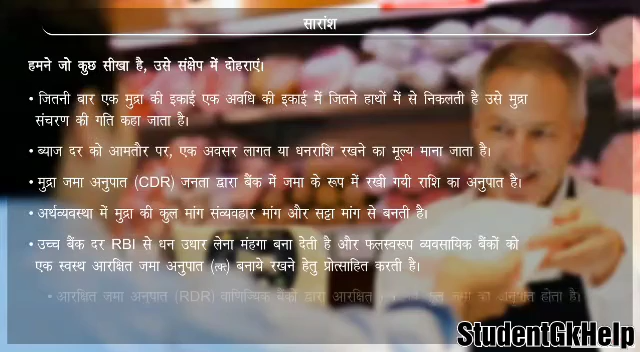 सारांश
हमने जो कुछ सीखा है, उसे संक्षेप में दोहराएं।
• जितनी बार एक मुद्रा की इकाई एक अवधि की इकाई में जितने हाथों में से निकलती है उसे मुद्रा
संचरण की गति कहा जाता है।
• ब्याज दर को आमतौर पर, एक अवसर लागत या धनराशि रखने का मूल्य माना जाता है।
• मुद्रा जमा अनुपात (CDR) जनता द्वारा बैंक में जमा के रूप में रखी गयी राशि का अनुपात है।
• अर्थव्यवस्था में मुद्रा की कुल मांग संव्यवहार मांग और सट्टा मांग से बनती है।
• उच्च बैंक दर RBI से धन उधार लेना मंहगा बना देती है और फलस्वरूप व्यवसायिक बैंकों को
एक स्वस्थ आरक्षित जमा अनुपात (त्क) बनाये रखने हेतु प्रोत्साहित करती है।
• आरक्षित जमा अनुपात (RDR) वाणिज्यिक बैंकों द्वारा आरक्षित कुल जमा का अनुपात होता है।
StudentGkHelp